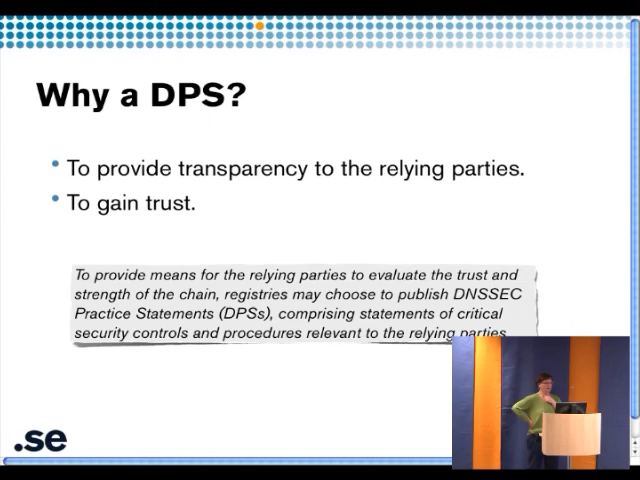 Why a DPS?
• To provide transparency to the relying parties.
• To gain trust.
To provide means for the relying parties to evaluate the trust and
strength of the chain, registries may choose to publish DNSSEC
Practice Statements (DPSs), comprising statements of critical
security controls and procedures relevant to the relying parties
.se